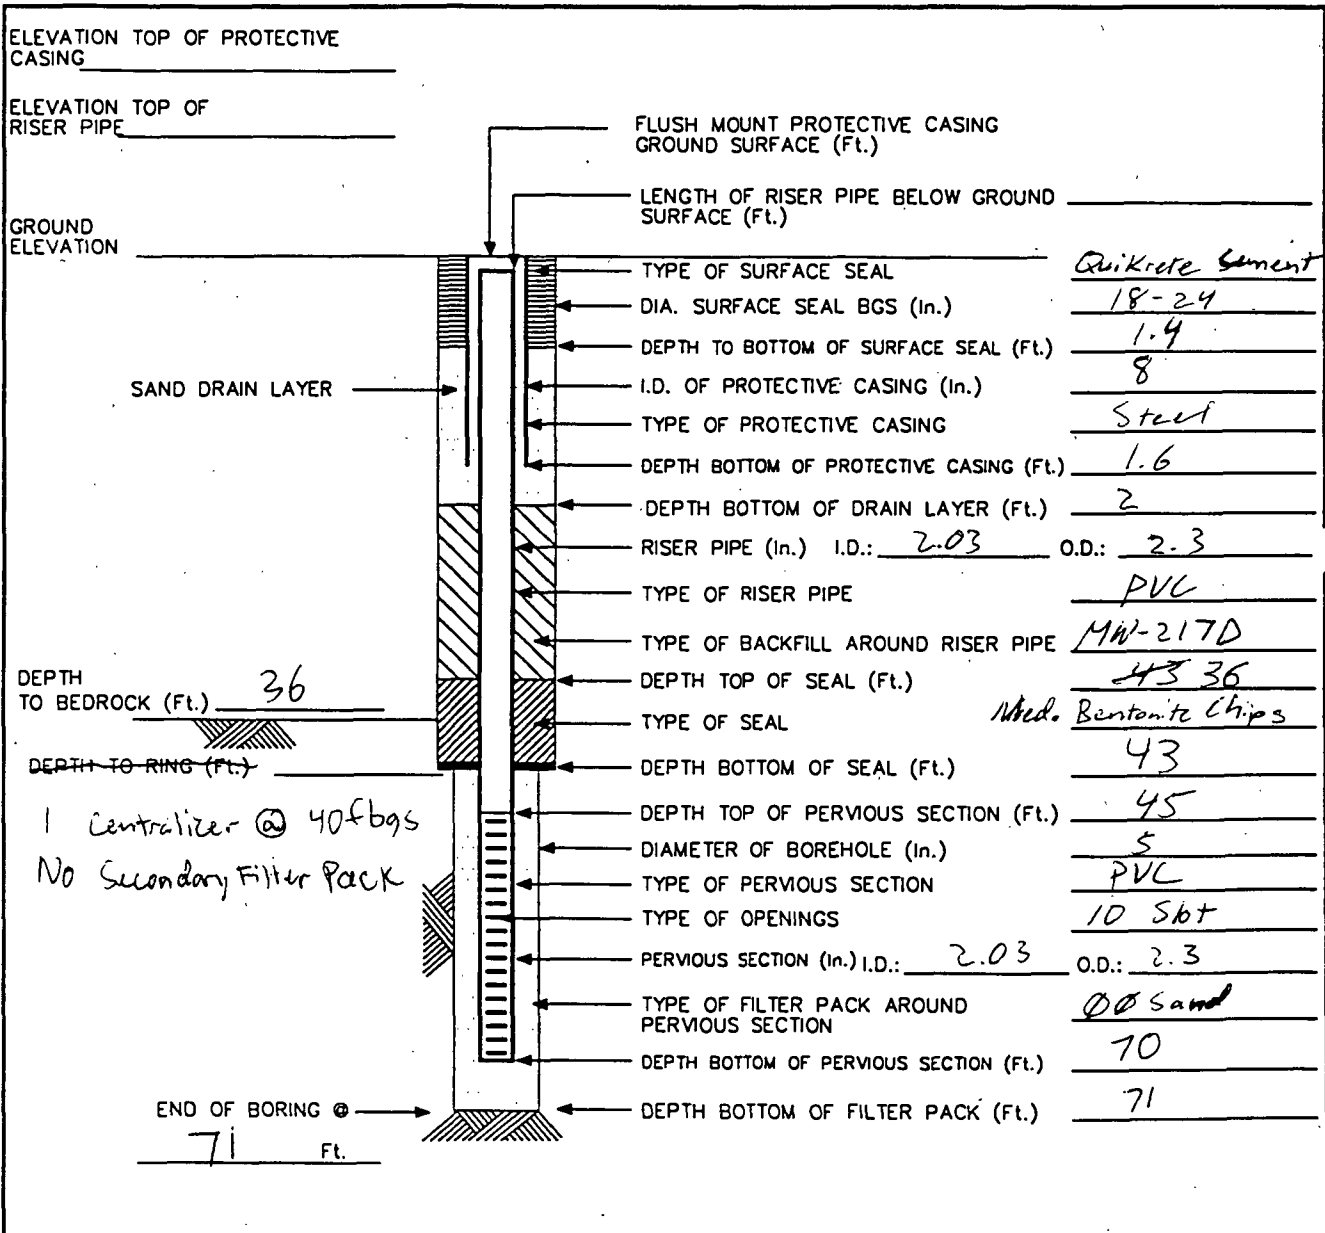 ELEVATION TOP OF PROTECTIVE
CASING
ELEVATION TOP OF
RISER PIPE
FLUSH MOUNT PROTECTIVE CASING
GROUND SURFACE (Ft.)
LENGTH OF RISER PIPE BELOW GROUND
SURFACE (Ft.)
GROUND
ELEVATION
TYPE OF SURFACE SEAL Quikrete Sement
DIA. SURFACE SEAL BGS (In.) 18-24
DEPTH TO BOTTOM OF SURFACE SEAL (Ft.) 1.4
SAND DRAIN LAYER
I.D. OF PROTECTIVE CASING (In.) 8
TYPE OF PROTECTIVE CASING Steel
DEPTH BOTTOM OF PROTECTIVE CASING (Ft.) 1.6
DEPTH BOTTOM OF DRAIN LAYER (Ft.) 2
RISER PIPE (In.) I.D.: 2.03 O.D.: 2.3
TYPE OF RISER PIPE PVC
TYPE OF BACKFILL AROUND RISER PIPE MW-217D
DEPTH
TO BEDROCK (Ft.) 36
DEPTH TOP OF SEAL (Ft.) 43 36
TYPE OF SEAL Med. Bentonite Chips
DEPTH TO RING (Ft.)
DEPTH BOTTOM OF SEAL (Ft.) 43
1 Centralizer @ 40fbgs
No Secondary Filter Pack
DEPTH TOP OF PERVIOUS SECTION (Ft.) 45
DIAMETER OF BOREHOLE (In.) 5
TYPE OF PERVIOUS SECTION PVC
TYPE OF OPENINGS 10 Slot
PERVIOUS SECTION (In.) I.D.: 2.03 O.D.: 2.3
TYPE OF FILTER PACK AROUND
PERVIOUS SECTION ØØ Sand
DEPTH BOTTOM OF PERVIOUS SECTION (Ft.) 70
END OF BORING @
71 Ft.
DEPTH BOTTOM OF FILTER PACK (Ft.) 71